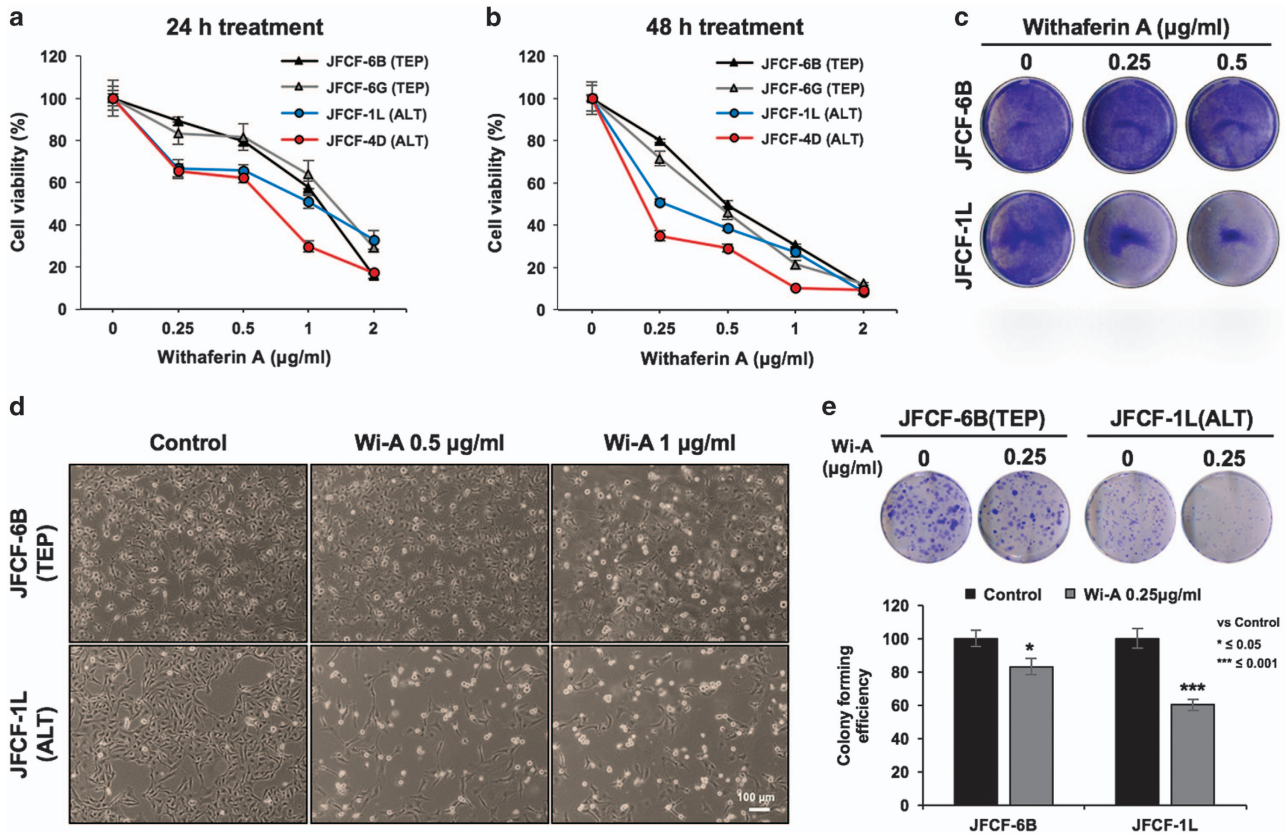 a
24 h treatment
120
100
80
60
40
20
0
Cell viability (%)
JFCF-6B (TEP)
JFCF-6G (TEP)
JFCF-1L (ALT)
JFCF-4D (ALT)
0 0.25 0.5 1 2
Withaferin A (µg/ml)
b
48 h treatment
120
100
80
60
40
20
0
Cell viability (%)
JFCF-6B (TEP)
JFCF-6G (TEP)
JFCF-1L (ALT)
JFCF-4D (ALT)
0 0.25 0.5 1 2
Withaferin A (µg/ml)
c
Withaferin A (µg/ml)
0 0.25 0.5
JFCF-6B
JFCF-1L
d
Control Wi-A 0.5 µg/ml Wi-A 1 µg/ml
JFCF-6B
(TEP)
JFCF-1L
(ALT)
100 µm
e
JFCF-6B(TEP) JFCF-1L(ALT)
Wi-A
(µg/ml)
0 0.25 0 0.25
Control Wi-A 0.25µg/ml
vs Control
* ≤ 0.05
*** ≤ 0.001
120
100
80
60
40
20
0
Colony forming
efficiency
*
***
JFCF-6B JFCF-1L